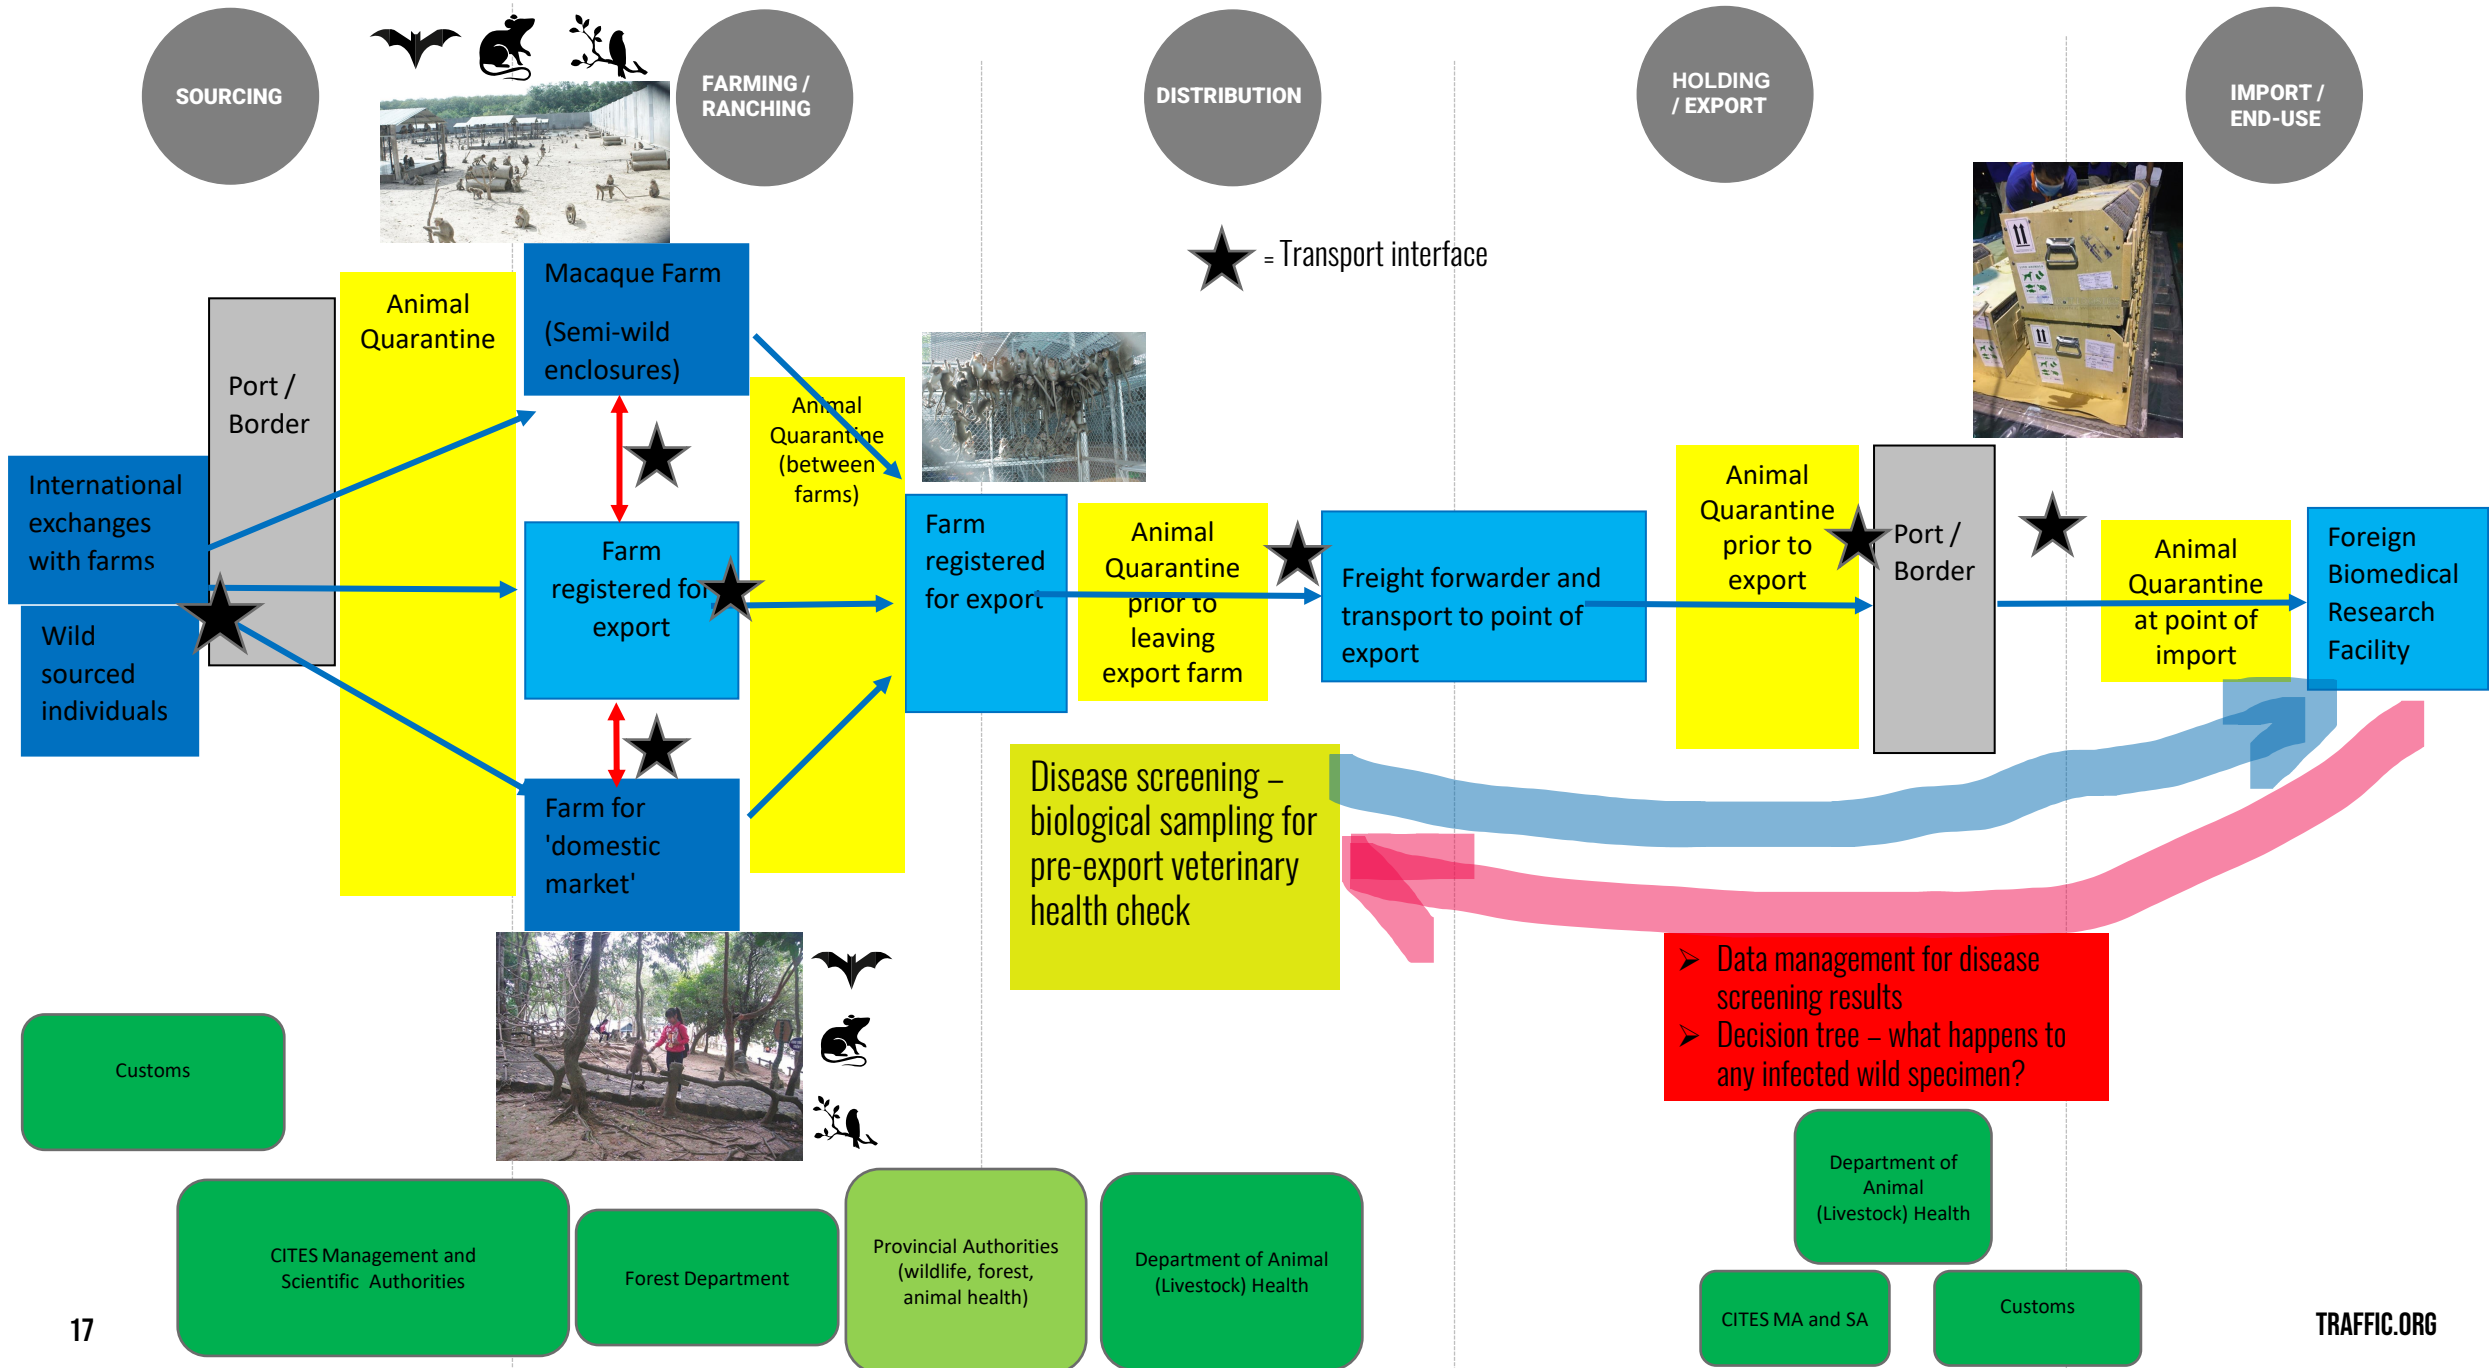 SOURCING
FARMING /
RANCHING
DISTRIBUTION
HOLDING
/ EXPORT
IMPORT /
END-USE
= Transport interface
International
exchanges
with farms
Wild
sourced
individuals
Port /
Border
Animal
Quarantine
Macaque Farm
(Semi-wild
enclosures)
Farm
registered for
export
Farm for
'domestic
market'
Animal
Quarantine
(between
farms)
Farm
registered
for export
Animal
Quarantine
prior to
leaving
export farm
Freight forwarder and
transport to point of
export
Animal
Quarantine
prior to
export
Port /
Border
Animal
Quarantine
at point of
import
Foreign
Biomedical
Research
Facility
Disease screening –
biological sampling for
pre-export veterinary
health check
➢ Data management for disease
screening results
➢ Decision tree – what happens to
any infected wild specimen?
Customs
CITES Management and
Scientific Authorities
Forest Department
Provincial Authorities
(wildlife, forest,
animal health)
Department of Animal
(Livestock) Health
Department of
Animal
(Livestock) Health
CITES MA and SA
Customs
17
TRAFFIC.ORG